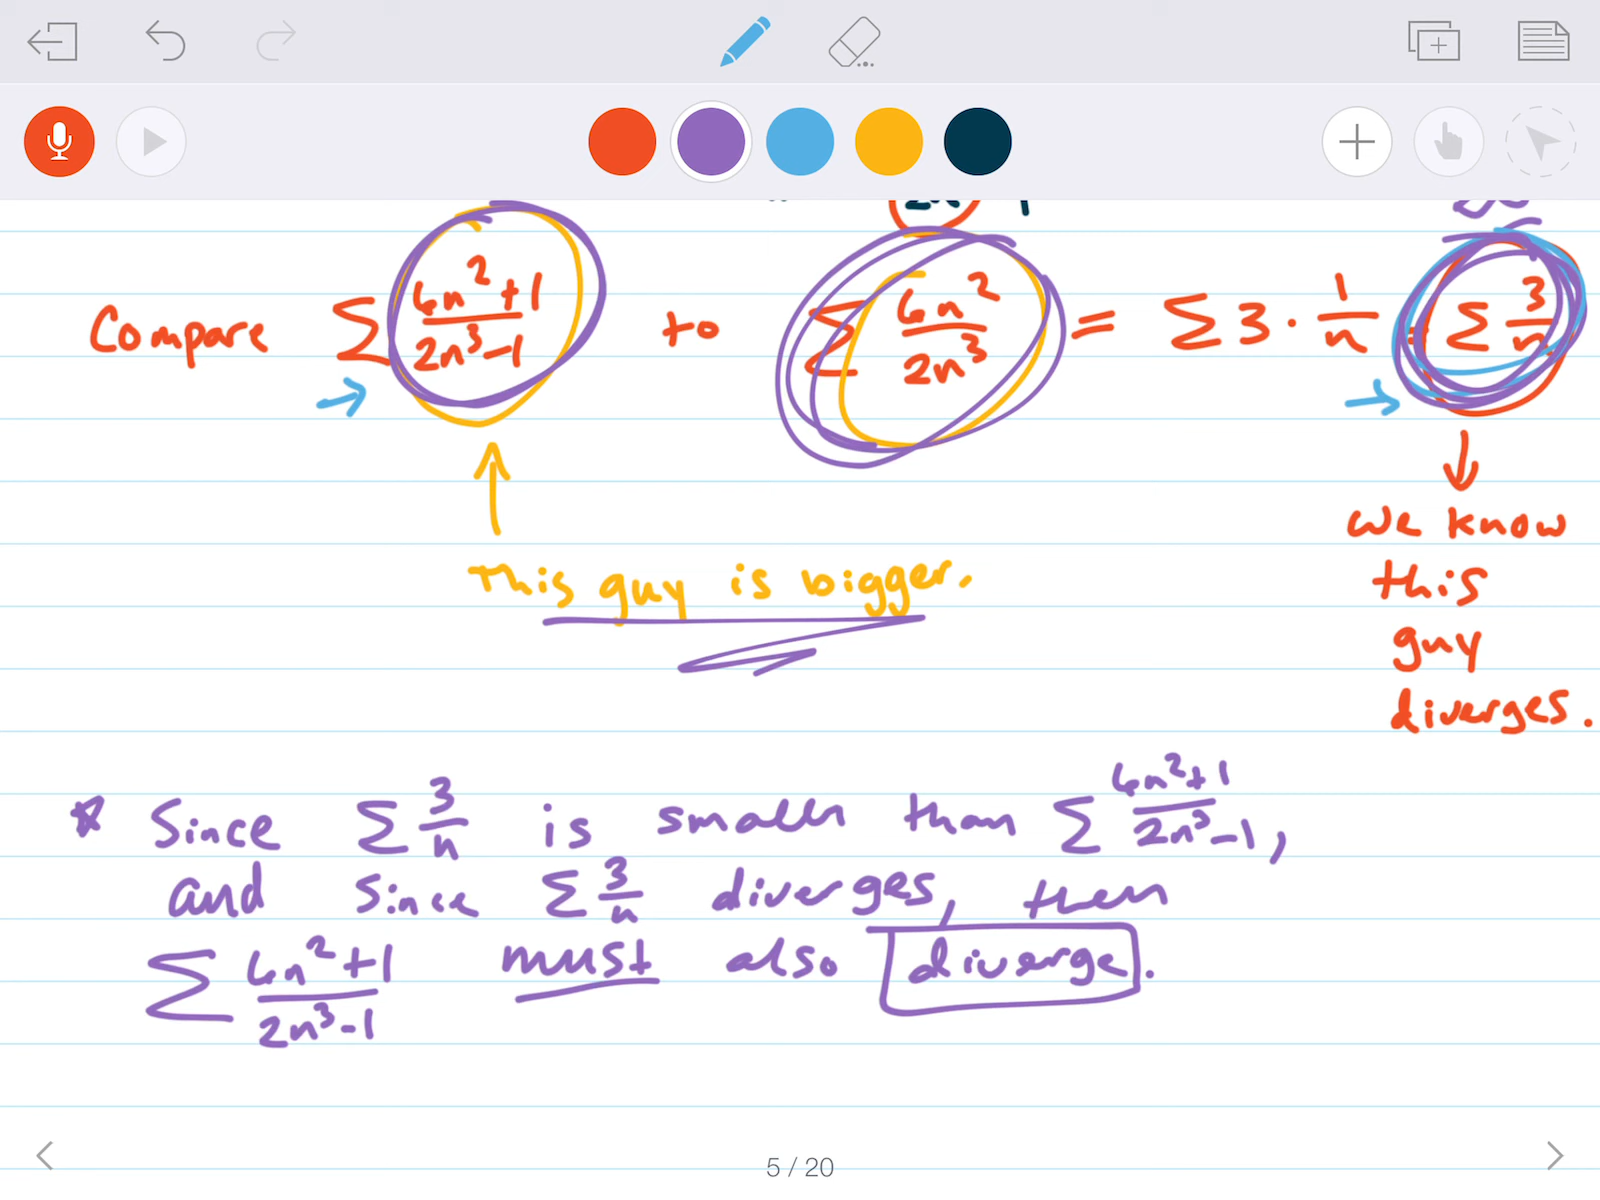 Compare Σ (6n²+1)/(2n³-1) to Σ 6n²/2n³ = Σ 3 · 1/n = Σ 3/n
we know
this
guy
diverges.
This guy is bigger.
☆ Since Σ 3/n is smaller than Σ (6n²+1)/(2n³-1),
and since Σ 3/n diverges, then
Σ (6n²+1)/(2n³-1) must also diverge.
5 / 20